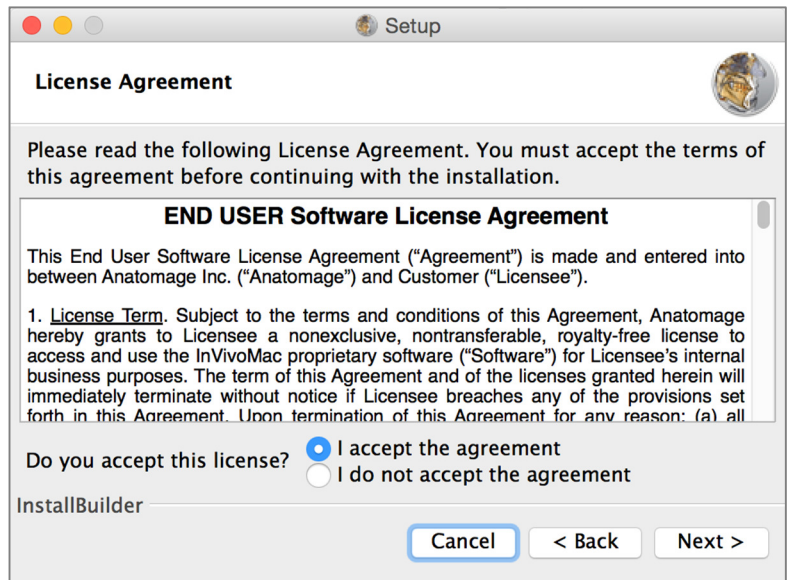 Setup
License Agreement
Please read the following License Agreement. You must accept the terms of
this agreement before continuing with the installation.
END USER Software License Agreement
This End User Software License Agreement (“Agreement”) is made and entered into
between Anatomage Inc. (“Anatomage”) and Customer (“Licensee”).
1. License Term. Subject to the terms and conditions of this Agreement, Anatomage
hereby grants to Licensee a nonexclusive, nontransferable, royalty-free license to
access and use the InVivoMac proprietary software (“Software”) for Licensee's internal
business purposes. The term of this Agreement and of the licenses granted herein will
immediately terminate without notice if Licensee breaches any of the provisions set
forth in this Agreement. Upon termination of this Agreement for any reason: (a) all
Do you accept this license?
I accept the agreement
I do not accept the agreement
InstallBuilder
Cancel
< Back
Next >